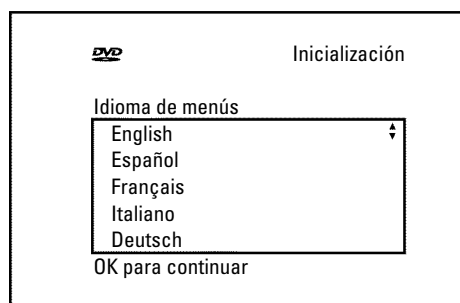 DVD Inicialización
Idioma de menús
English
Español
Français
Italiano
Deutsch
OK para continuar